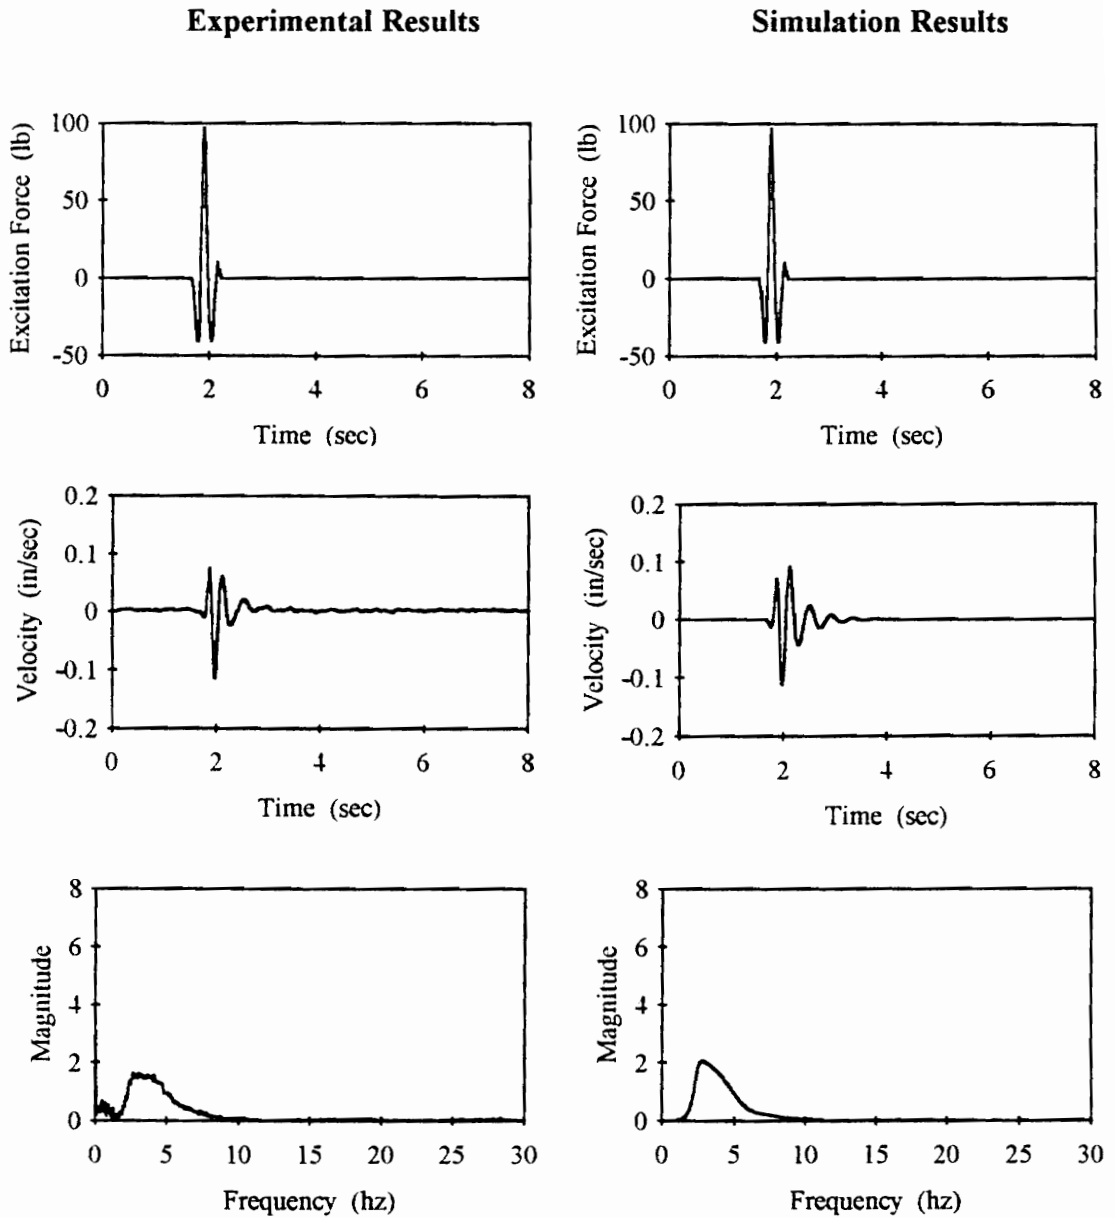 Experimental Results
Simulation Results
Excitation Force (lb)
100
50
0
-50
0 2 4 6 8
Time (sec)
Excitation Force (lb)
100
50
0
-50
0 2 4 6 8
Time (sec)
Velocity (in/sec)
0.2
0.1
0
-0.1
-0.2
0 2 4 6 8
Time (sec)
Velocity (in/sec)
0.2
0.1
0
-0.1
-0.2
0 2 4 6 8
Time (sec)
Magnitude
8
6
4
2
0
0 5 10 15 20 25 30
Frequency (hz)
Magnitude
8
6
4
2
0
0 5 10 15 20 25 30
Frequency (hz)